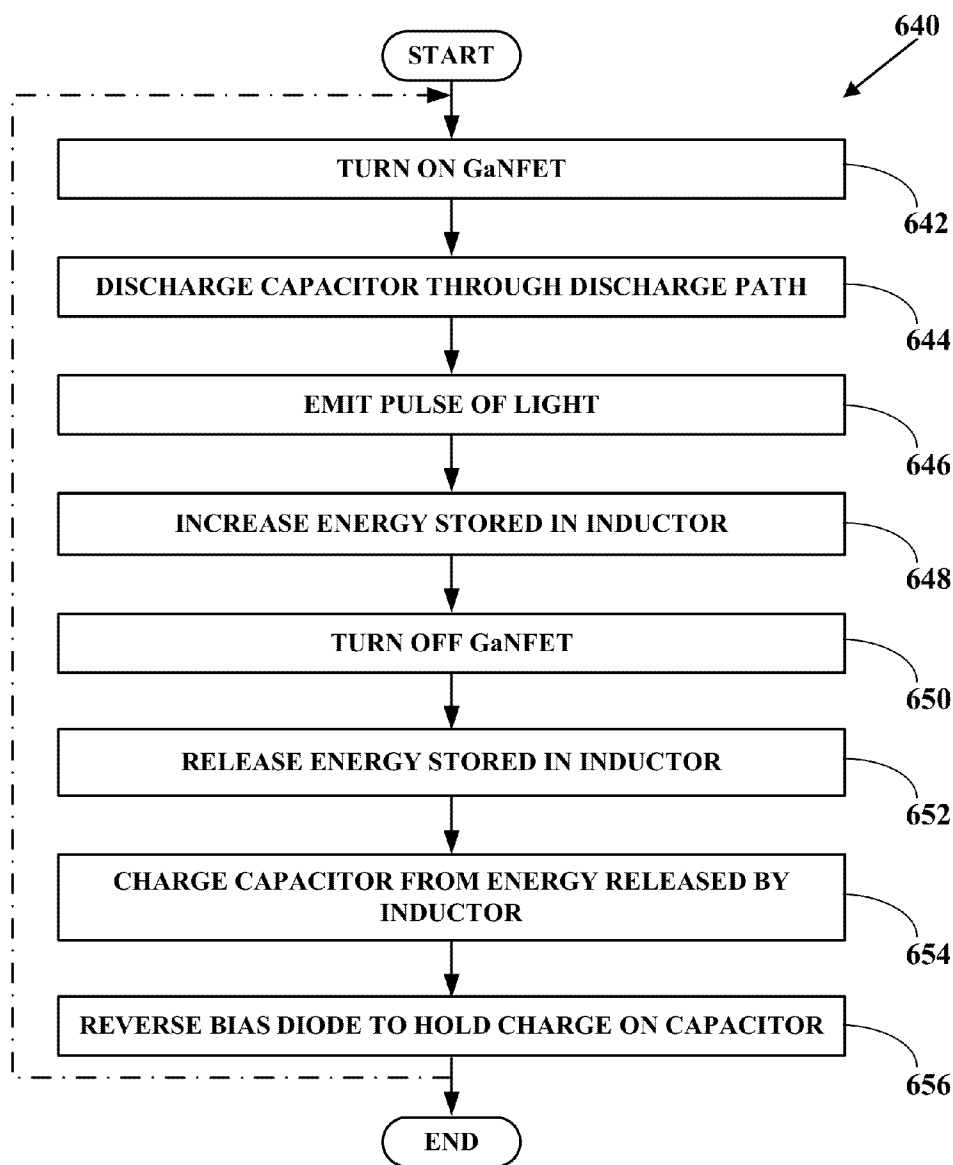 640
START
TURN ON GaNFET
642
DISCHARGE CAPACITOR THROUGH DISCHARGE PATH
644
EMIT PULSE OF LIGHT
646
INCREASE ENERGY STORED IN INDUCTOR
648
TURN OFF GaNFET
650
RELEASE ENERGY STORED IN INDUCTOR
652
CHARGE CAPACITOR FROM ENERGY RELEASED BY
INDUCTOR
654
REVERSE BIAS DIODE TO HOLD CHARGE ON CAPACITOR
656
END